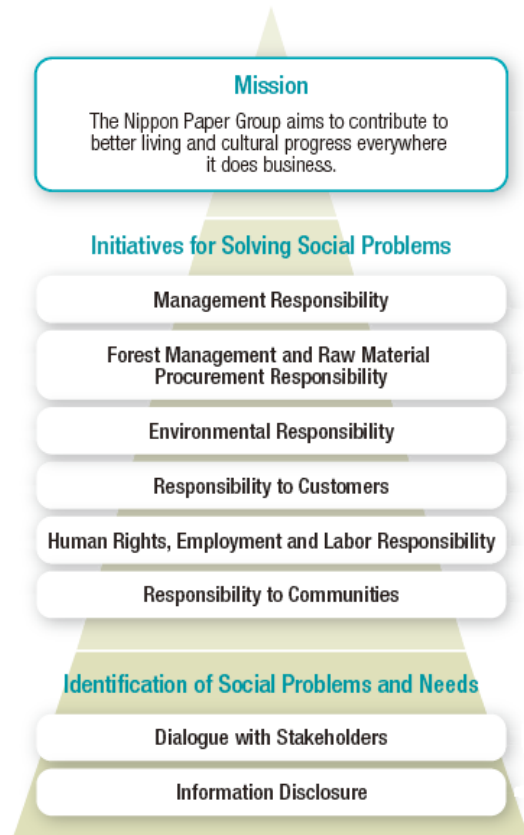 Mission
The Nippon Paper Group aims to contribute to
better living and cultural progress everywhere
it does business.
Initiatives for Solving Social Problems
Management Responsibility
Forest Management and Raw Material
Procurement Responsibility
Environmental Responsibility
Responsibility to Customers
Human Rights, Employment and Labor Responsibility
Responsibility to Communities
Identification of Social Problems and Needs
Dialogue with Stakeholders
Information Disclosure